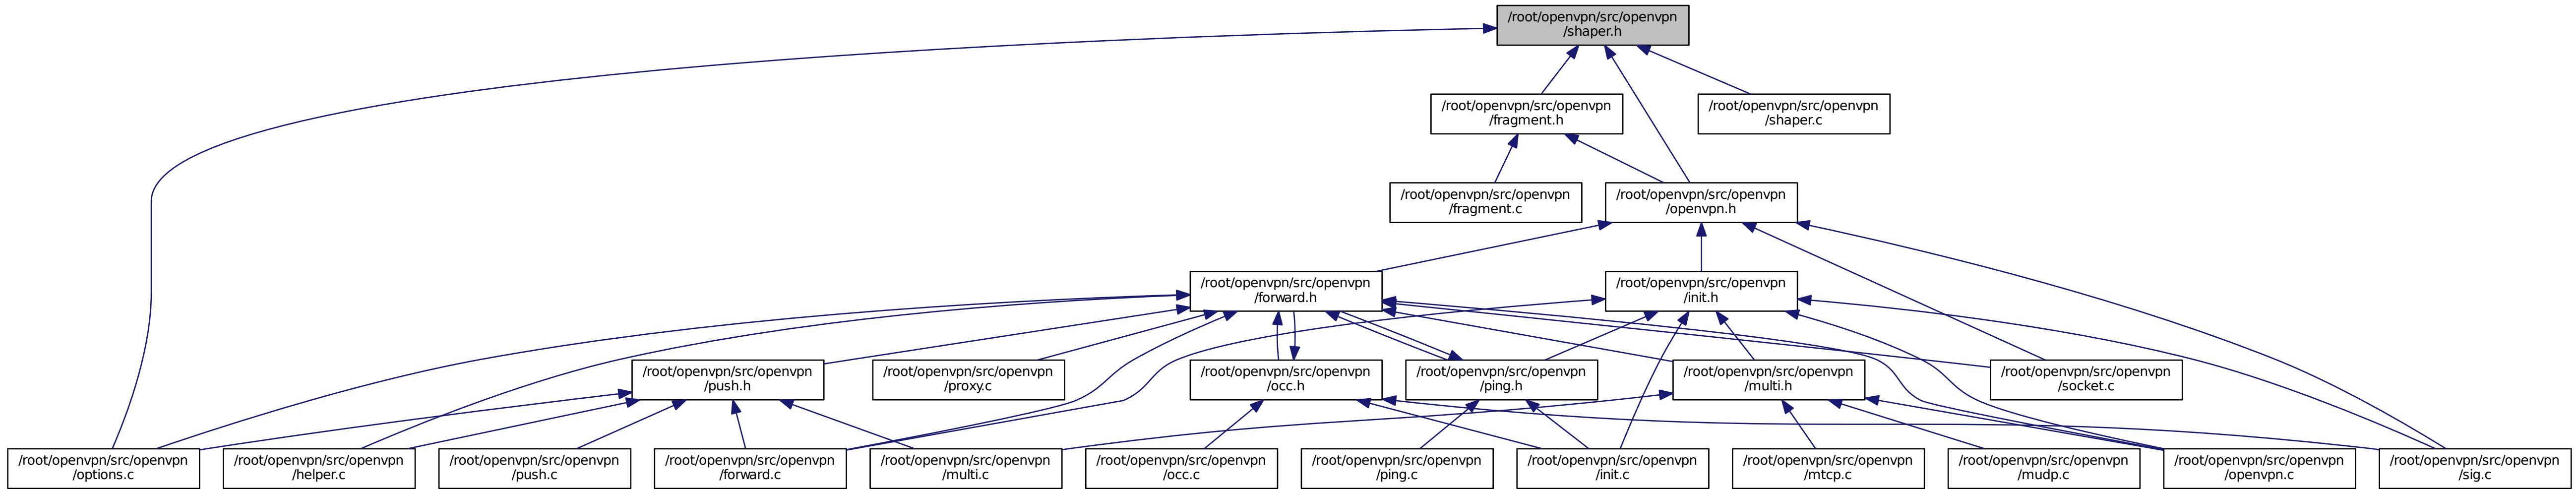 /root/openvpn/src/openvpn
/shaper.h
/root/openvpn/src/openvpn
/fragment.h
/root/openvpn/src/openvpn
/shaper.c
/root/openvpn/src/openvpn
/fragment.c
/root/openvpn/src/openvpn
/openvpn.h
/root/openvpn/src/openvpn
/forward.h
/root/openvpn/src/openvpn
/init.h
/root/openvpn/src/openvpn
/push.h
/root/openvpn/src/openvpn
/proxy.c
/root/openvpn/src/openvpn
/occ.h
/root/openvpn/src/openvpn
/ping.h
/root/openvpn/src/openvpn
/multi.h
/root/openvpn/src/openvpn
/socket.c
/root/openvpn/src/openvpn
/options.c
/root/openvpn/src/openvpn
/helper.c
/root/openvpn/src/openvpn
/push.c
/root/openvpn/src/openvpn
/forward.c
/root/openvpn/src/openvpn
/multi.c
/root/openvpn/src/openvpn
/occ.c
/root/openvpn/src/openvpn
/ping.c
/root/openvpn/src/openvpn
/init.c
/root/openvpn/src/openvpn
/mtcp.c
/root/openvpn/src/openvpn
/mudp.c
/root/openvpn/src/openvpn
/openvpn.c
/root/openvpn/src/openvpn
/sig.c